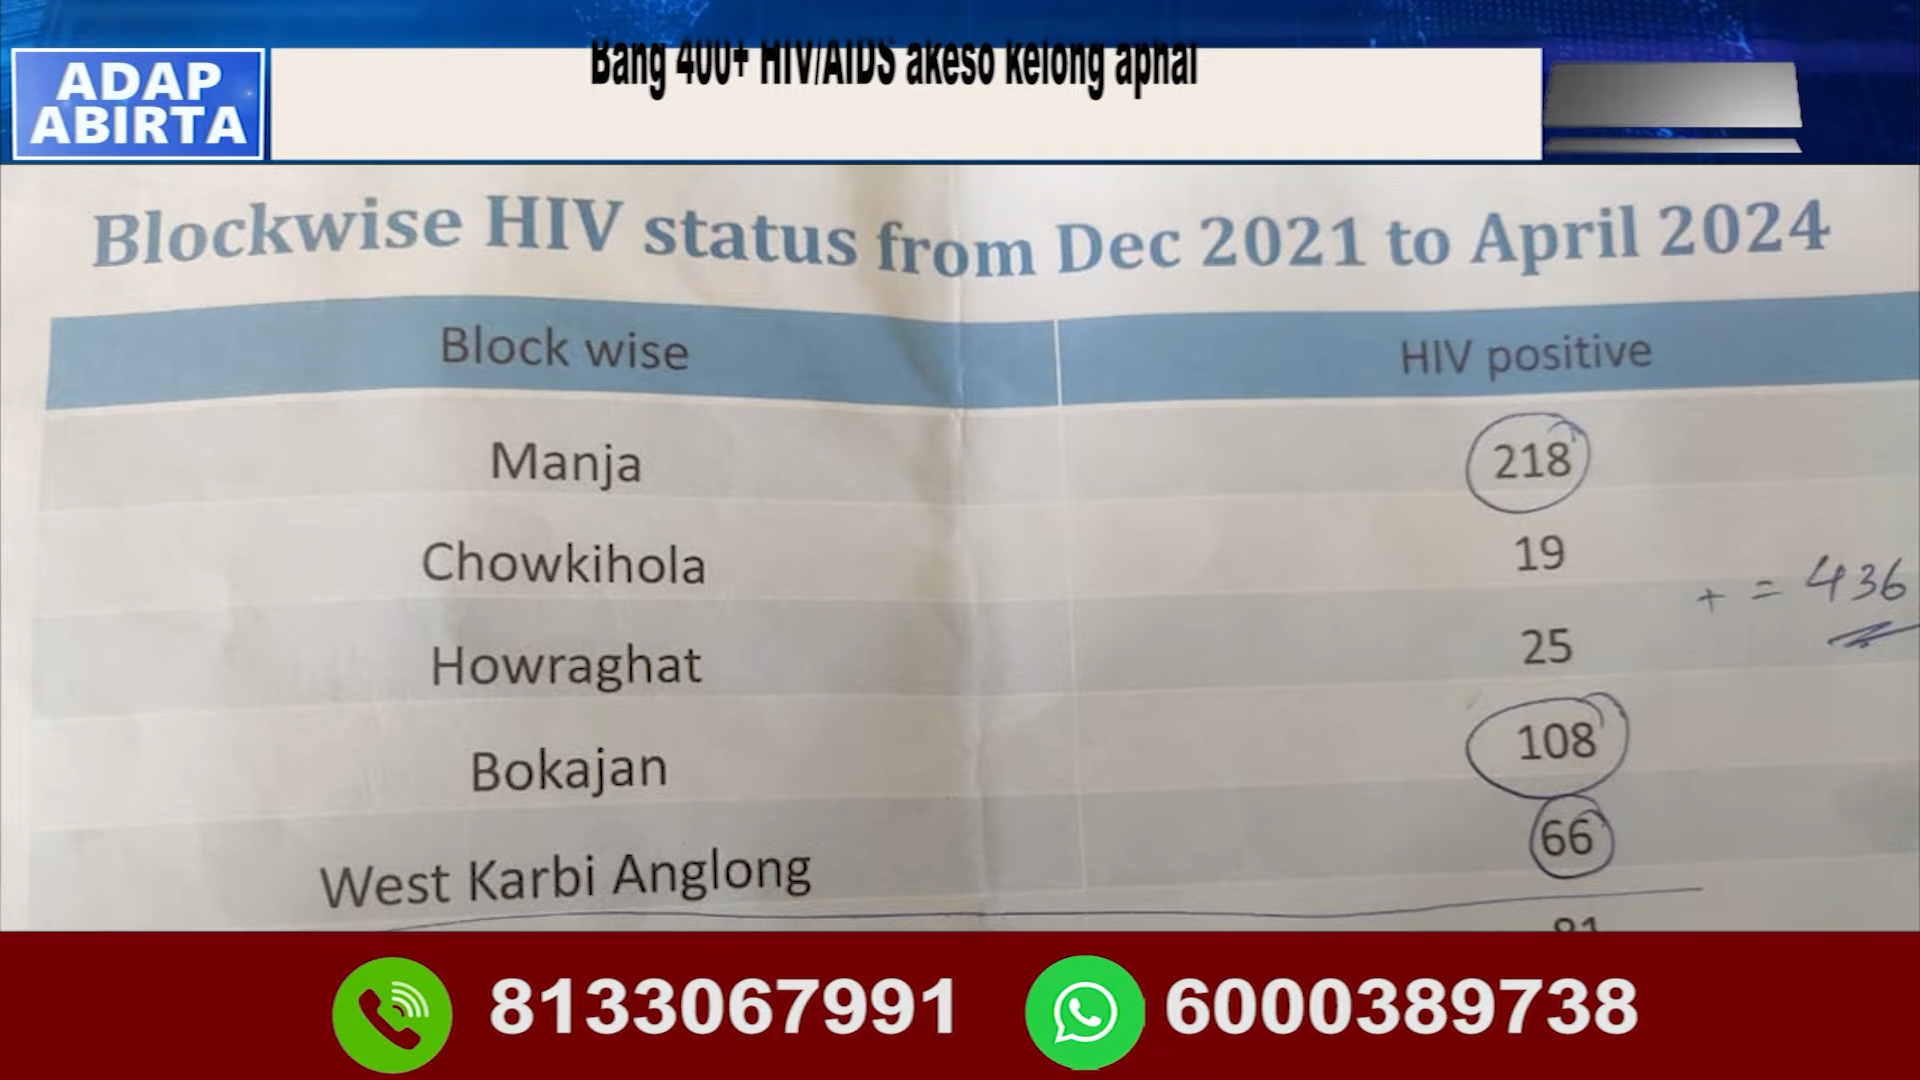 Bang 400+ HIV/AIDS akeso kelong aphai
ADAP
ABIRTA
Blockwise HIV status from Dec 2021 to April 2024
Block wise HIV positive
Manja 218
Chowkihola 19
+ = 436
Howraghat 25
Bokajan 108
West Karbi Anglong 66
8133067991 6000389738